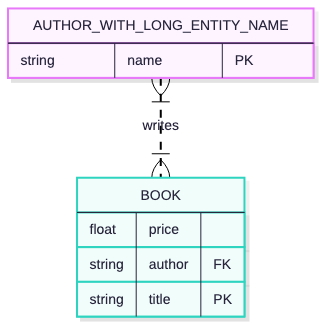 AUTHOR_WITH_LONG_ENTITY_NAME
string name PK
writes
BOOK
float price
string author FK
string title PK